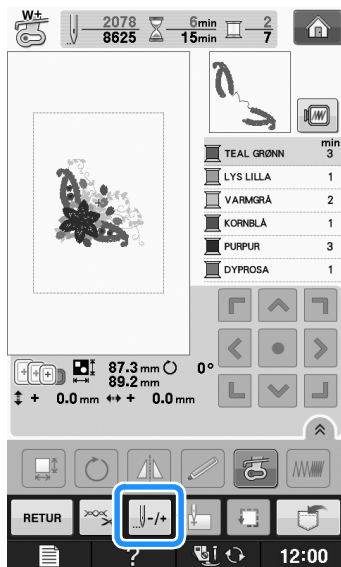 W+
2078 6min 2
8625 15min 7
min
TEAL GRØNN 3
LYS LILLA 1
VARMGRÅ 2
KORNBLÅ 1
PURPUR 3
DYPROSA 1
87.3 mm 0°
89.2 mm
+ 0.0 mm + 0.0 mm
RETUR -/+
? 12:00